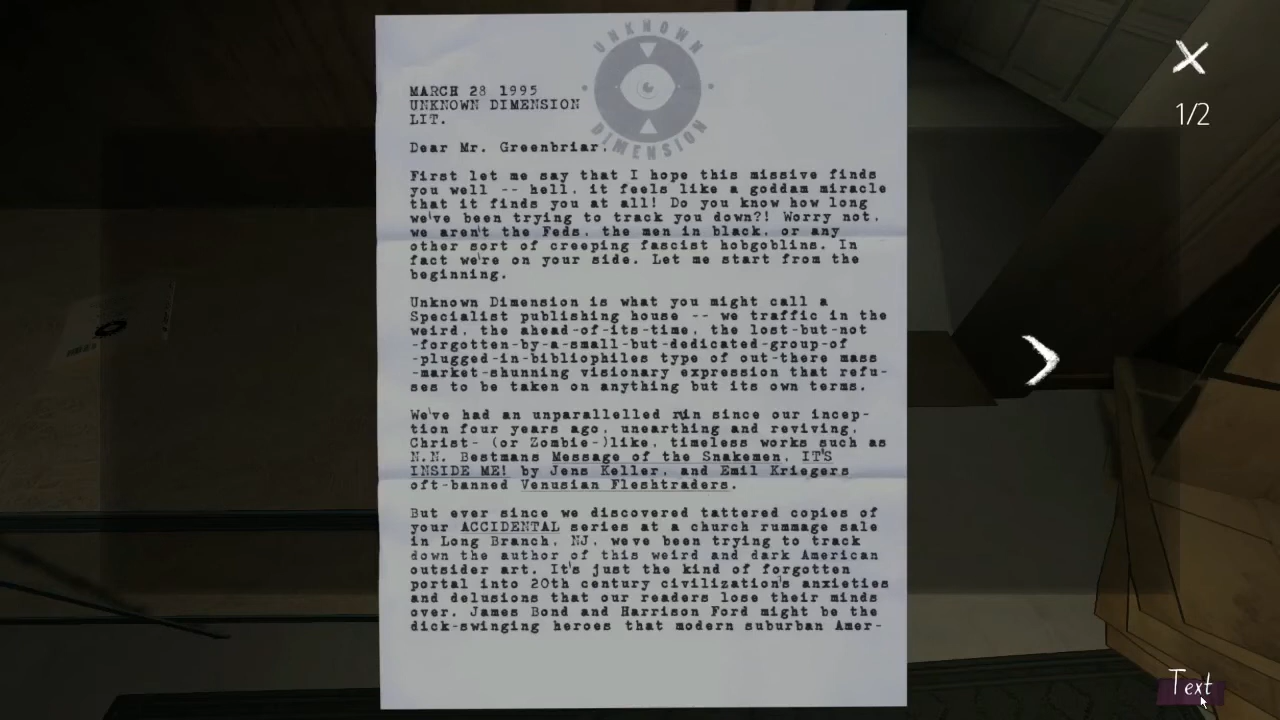 UNKNOWN
DIMENSION
MARCH 28 1995
UNKNOWN DIMENSION
LIT.
Dear Mr. Greenbriar,
First let me say that I hope this missive finds
you well -- hell, it feels like a goddam miracle
that it finds you at all! Do you know how long
we've been trying to track you down?! Worry not,
we aren't the Feds, the men in black, or any
other sort of creeping fascist hobgoblins. In
fact we're on your side. Let me start from the
beginning.
Unknown Dimension is what you might call a
Specialist publishing house -- we traffic in the
weird, the ahead-of-its-time, the lost-but-not
-forgotten-by-a-small-but-dedicated-group-of
-plugged-in-bibliophiles type of out-there mass
-market-shunning visionary expression that refu-
ses to be taken on anything but its own terms.
We've had an unparallelled run since our incep-
tion four years ago, unearthing and reviving,
Christ- (or Zombie-)like, timeless works such as
N.N. Bestmans Message of the Snakemen, IT'S
INSIDE ME! by Jens Keller, and Emil Kriegers
oft-banned Venusian Fleshtraders.
But ever since we discovered tattered copies of
your ACCIDENTAL series at a church rummage sale
in Long Branch, NJ, we've been trying to track
down the author of this weird and dark American
outsider art. It's just the kind of forgotten
portal into 20th century civilization's anxieties
and delusions that our readers lose their minds
over. James Bond and Harrison Ford might be the
dick-swinging heroes that modern suburban Amer-
1/2
Text